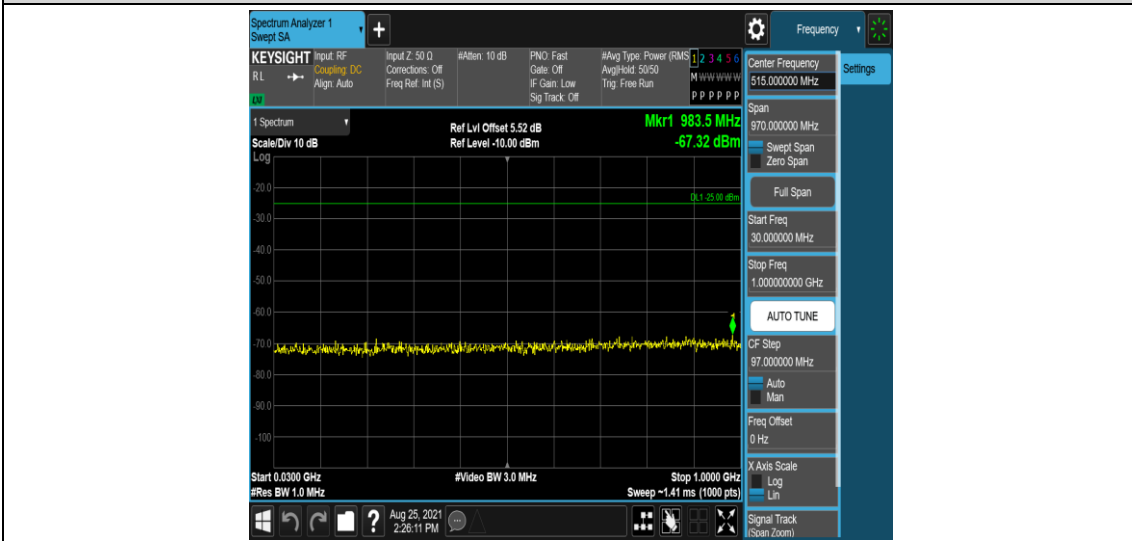 Spectrum Analyzer 1
Swept SA
+
Frequency
KEYSIGHT
RL
LXI
Input: RF
Coupling: DC
Align: Auto
Input Z: 50 Ω
Corrections: Off
Freq Ref: Int (S)
#Atten: 10 dB
PNO: Fast
Gate: Off
IF Gain: Low
Sig Track: Off
#Avg Type: Power (RMS
Avg|Hold: 50/50
Trig: Free Run
1 2 3 4 5 6
M W W W W W
P P P P P P
Center Frequency
515.000000 MHz
Settings
Span
970.000000 MHz
Swept Span
Zero Span
Full Span
Start Freq
30.000000 MHz
Stop Freq
1.000000000 GHz
AUTO TUNE
CF Step
97.000000 MHz
Auto
Man
Freq Offset
0 Hz
X Axis Scale
Log
Lin
Signal Track
(Span Zoom)
1 Spectrum
Scale/Div 10 dB
Log
Ref Lvl Offset 5.52 dB
Ref Level -10.00 dBm
Mkr1 983.5 MHz
-67.32 dBm
DL1 -25.00 dBm
-20.0
-30.0
-40.0
-50.0
-60.0
-70.0
-80.0
-90.0
-100
1
Start 0.0300 GHz
#Res BW 1.0 MHz
#Video BW 3.0 MHz
Stop 1.0000 GHz
Sweep ~1.41 ms (1000 pts)
?
Aug 25, 2021
2:26:11 PM